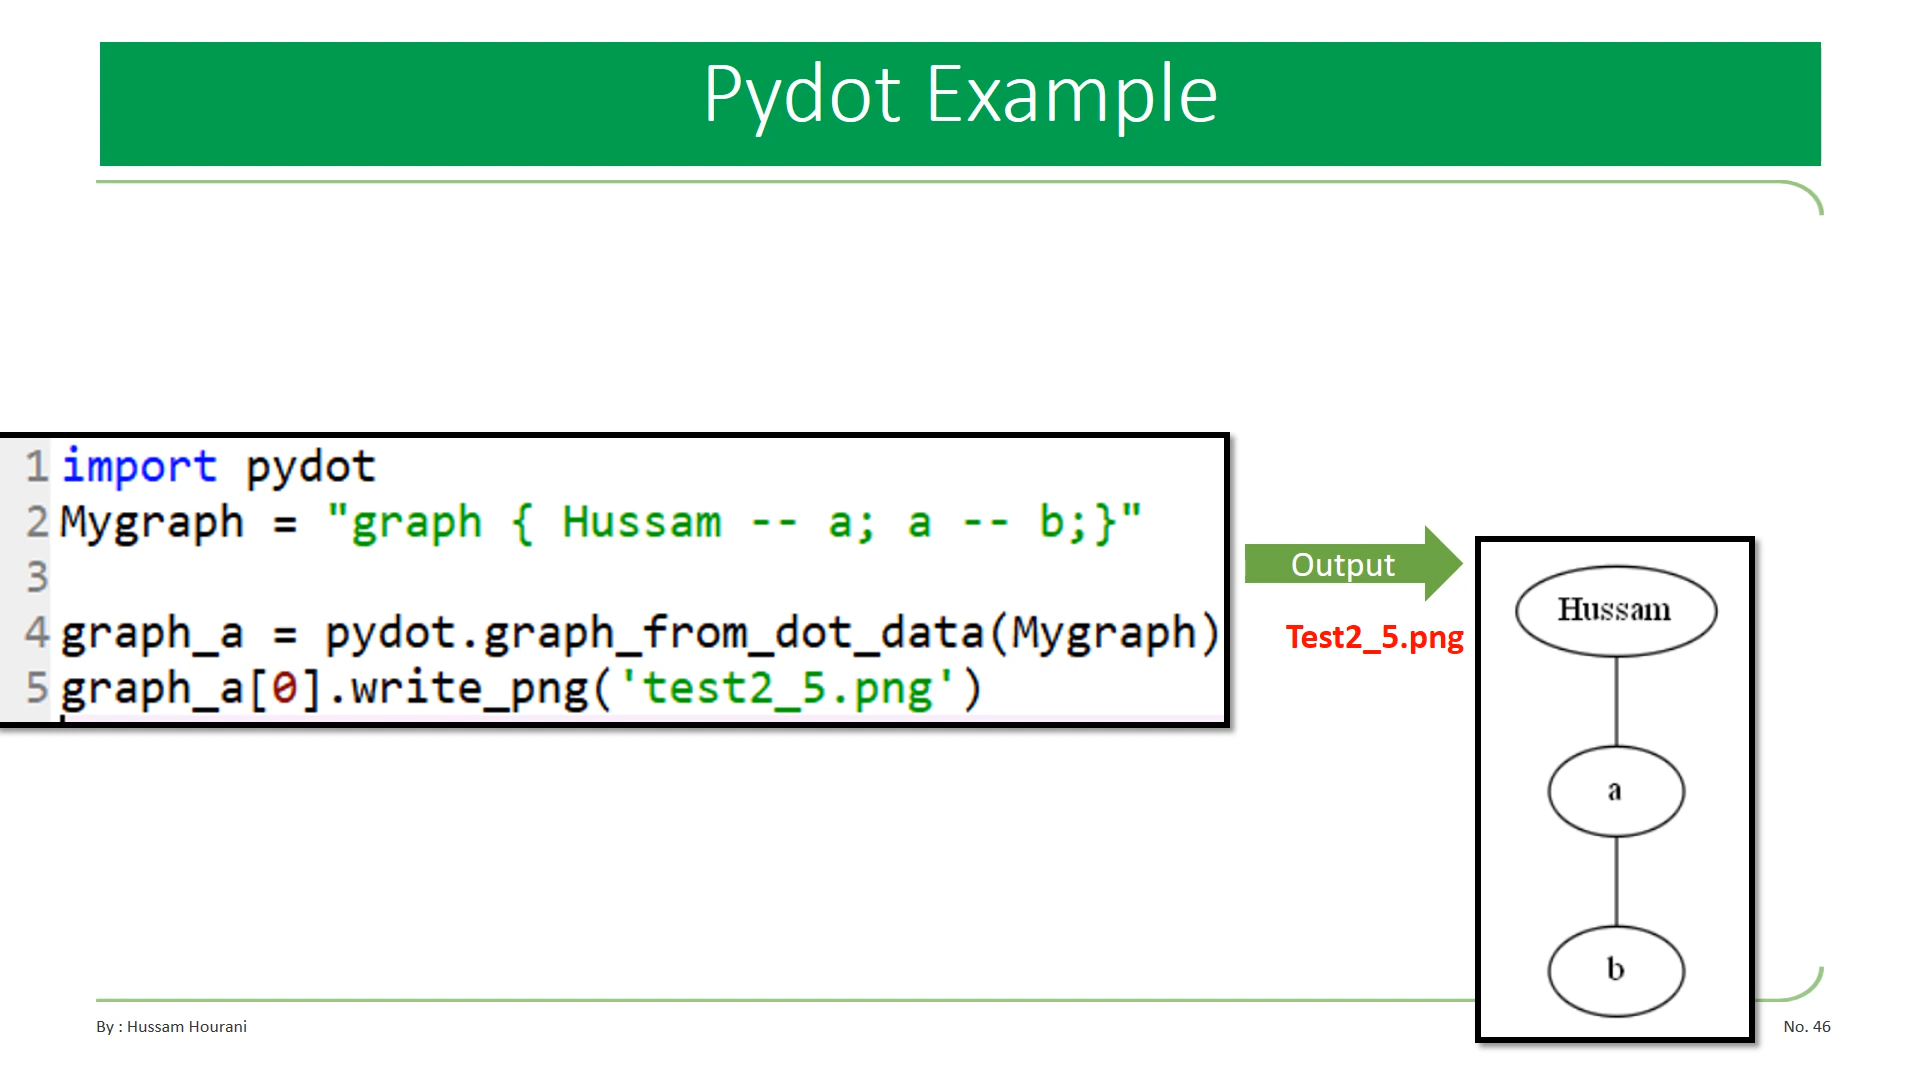 Pydot Example
1 import pydot
2 Mygraph = "graph { Hussam -- a; a -- b;}"
3
4 graph_a = pydot.graph_from_dot_data(Mygraph)
5 graph_a[0].write_png('test2_5.png')
Output
Test2_5.png
Hussam
a
b
By : Hussam Hourani
No. 46